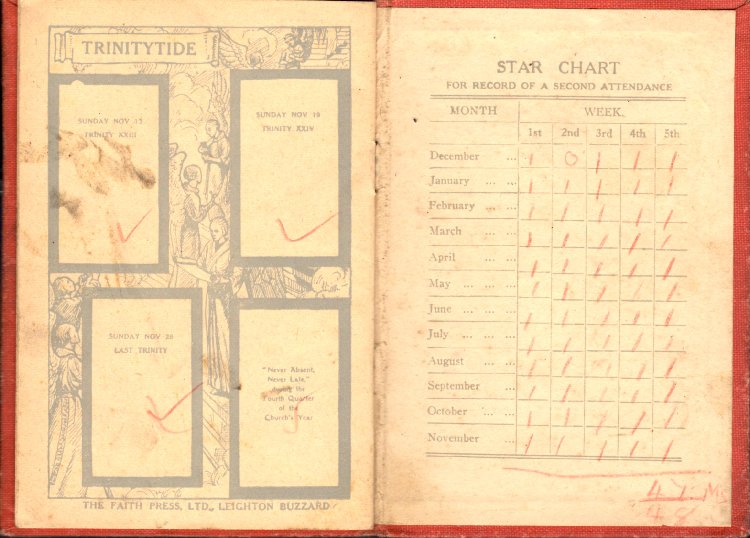 TRINITYTIDE
SUNDAY NOV 12
TRINITY XXIII
SUNDAY NOV 19
TRINITY XXIV
SUNDAY NOV 26
LAST TRINITY
"Never Absent,
Never Late,"
during the
Fourth Quarter
of the
Church's Year
THE FAITH PRESS, LTD., LEIGHTON BUZZARD
STAR CHART
FOR RECORD OF A SECOND ATTENDANCE
MONTH WEEK.
1st 2nd 3rd 4th 5th
December ...
January ... ...
February ... ...
March ... ...
April ... ...
May ... ...
June ... ...
July ... ... ...
August ... ...
September ...
October ... ...
November ...
47
48